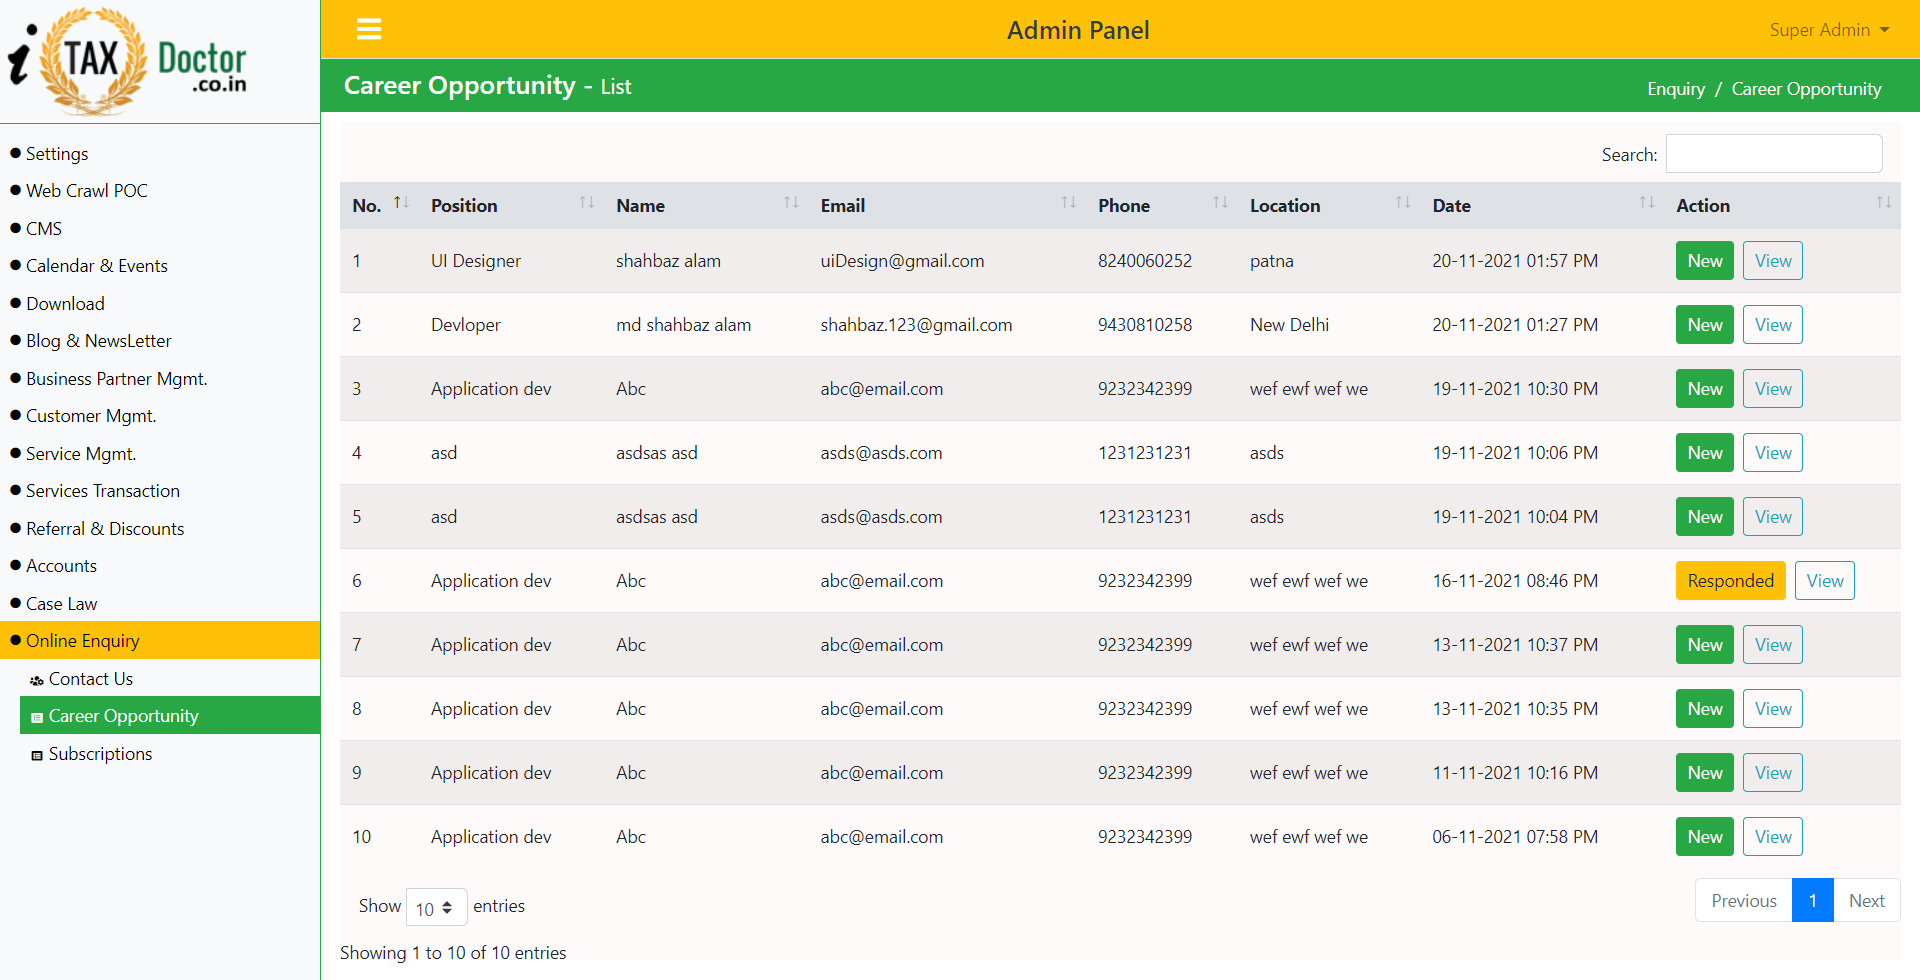 i TAX Doctor
.co.in
Admin Panel
Super Admin
Career Opportunity - List
Enquiry / Career Opportunity
Settings
Web Crawl POC
CMS
Calendar & Events
Download
Blog & NewsLetter
Business Partner Mgmt.
Customer Mgmt.
Service Mgmt.
Services Transaction
Referral & Discounts
Accounts
Case Law
Online Enquiry
Contact Us
Career Opportunity
Subscriptions
Search:
No. Position Name Email Phone Location Date Action
1 UI Designer shahbaz alam uiDesign@gmail.com 8240060252 patna 20-11-2021 01:57 PM New View
2 Devloper md shahbaz alam shahbaz.123@gmail.com 9430810258 New Delhi 20-11-2021 01:27 PM New View
3 Application dev Abc abc@email.com 9232342399 wef ewf wef we 19-11-2021 10:30 PM New View
4 asd asdsas asd asds@asds.com 1231231231 asds 19-11-2021 10:06 PM New View
5 asd asdsas asd asds@asds.com 1231231231 asds 19-11-2021 10:04 PM New View
6 Application dev Abc abc@email.com 9232342399 wef ewf wef we 16-11-2021 08:46 PM Responded View
7 Application dev Abc abc@email.com 9232342399 wef ewf wef we 13-11-2021 10:37 PM New View
8 Application dev Abc abc@email.com 9232342399 wef ewf wef we 13-11-2021 10:35 PM New View
9 Application dev Abc abc@email.com 9232342399 wef ewf wef we 11-11-2021 10:16 PM New View
10 Application dev Abc abc@email.com 9232342399 wef ewf wef we 06-11-2021 07:58 PM New View
Show 10 entries
Previous 1 Next
Showing 1 to 10 of 10 entries